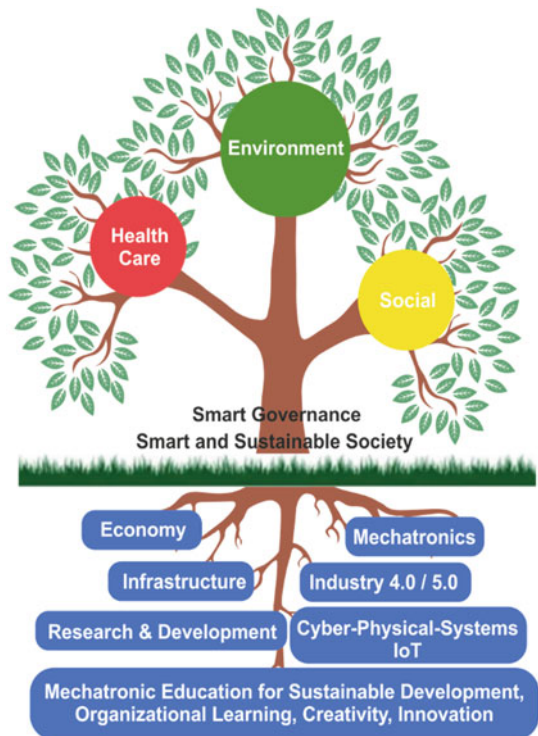 Environment
Health
Care
Social
Smart Governance
Smart and Sustainable Society
Economy
Mechatronics
Infrastructure
Industry 4.0 / 5.0
Research & Development
Cyber-Physical-Systems
IoT
Mechatronic Education for Sustainable Development,
Organizational Learning, Creativity, Innovation